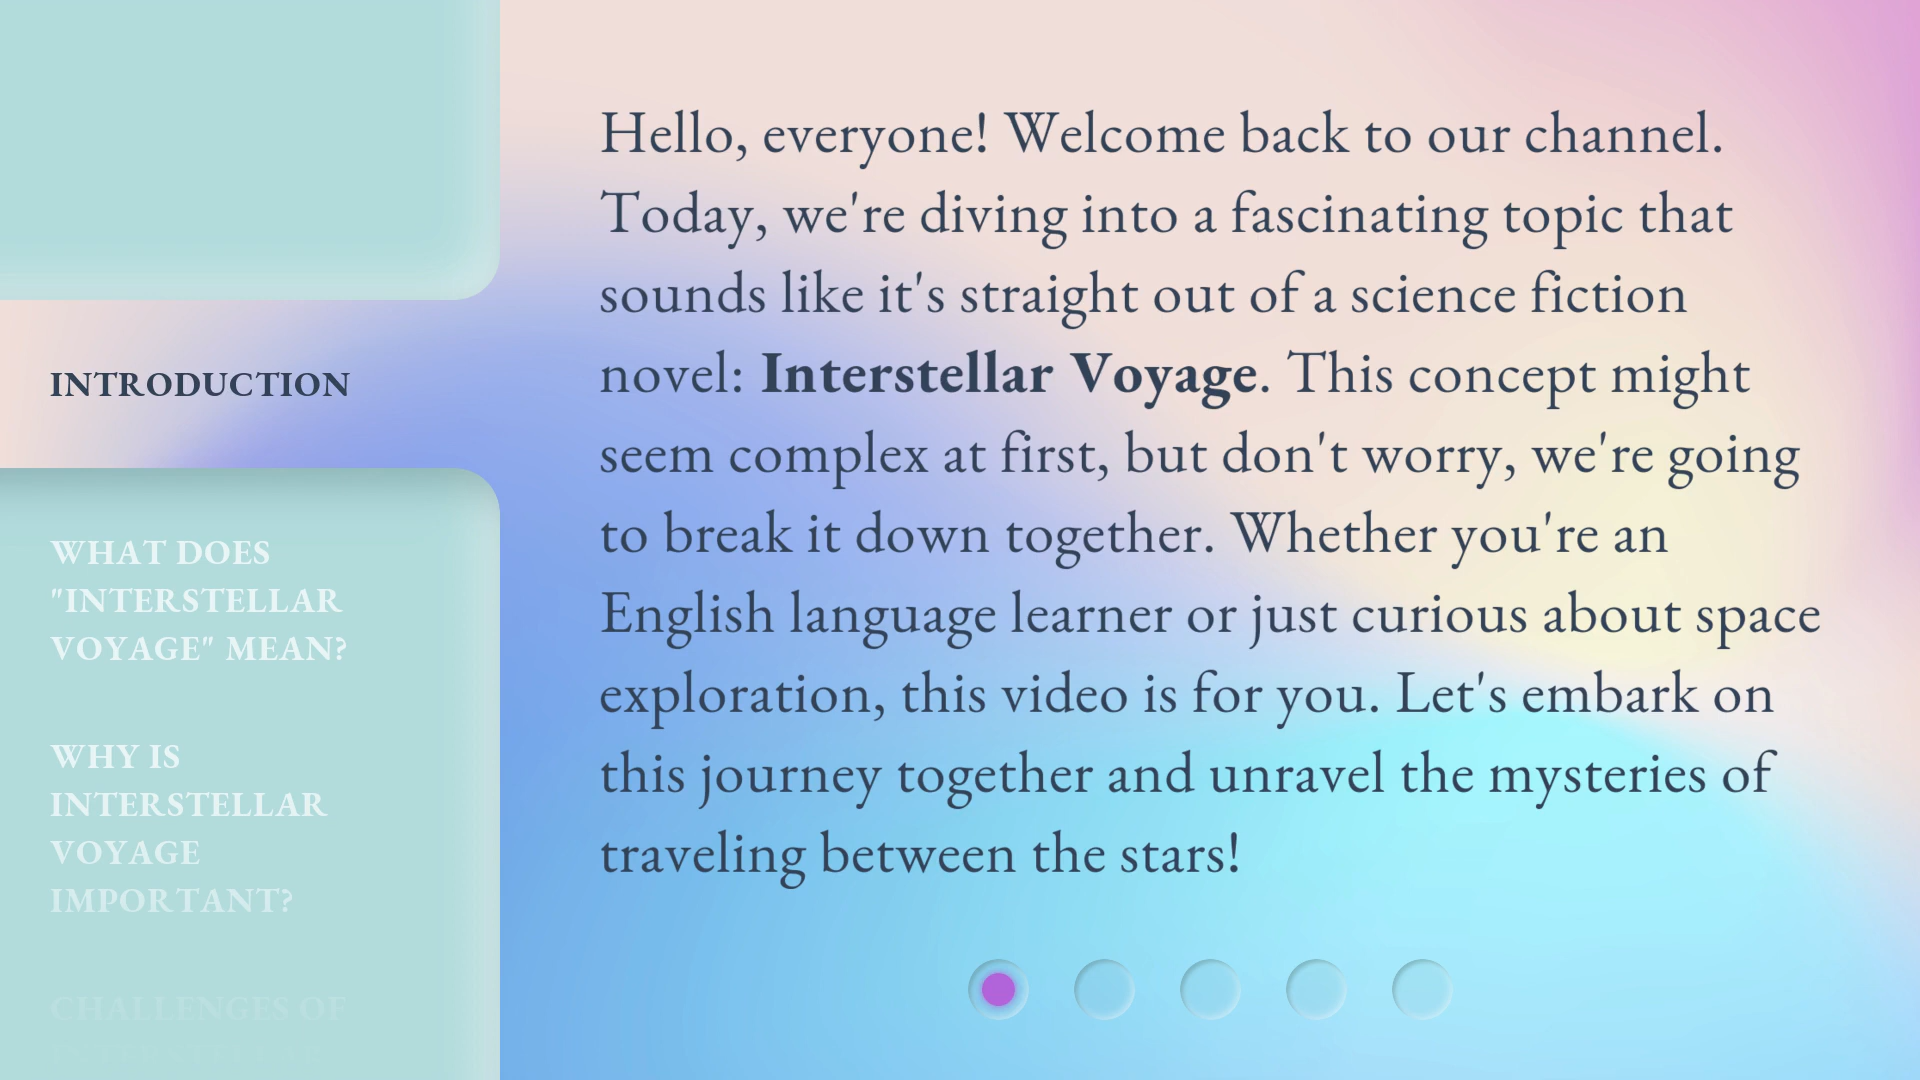 INTRODUCTION
WHAT DOES
"INTERSTELLAR
VOYAGE" MEAN?
WHY IS
INTERSTELLAR
VOYAGE
IMPORTANT?
CHALLENGES OF
INTERSTELLAR
Hello, everyone! Welcome back to our channel.
Today, we're diving into a fascinating topic that
sounds like it's straight out of a science fiction
novel: Interstellar Voyage. This concept might
seem complex at first, but don't worry, we're going
to break it down together. Whether you're an
English language learner or just curious about space
exploration, this video is for you. Let's embark on
this journey together and unravel the mysteries of
traveling between the stars!